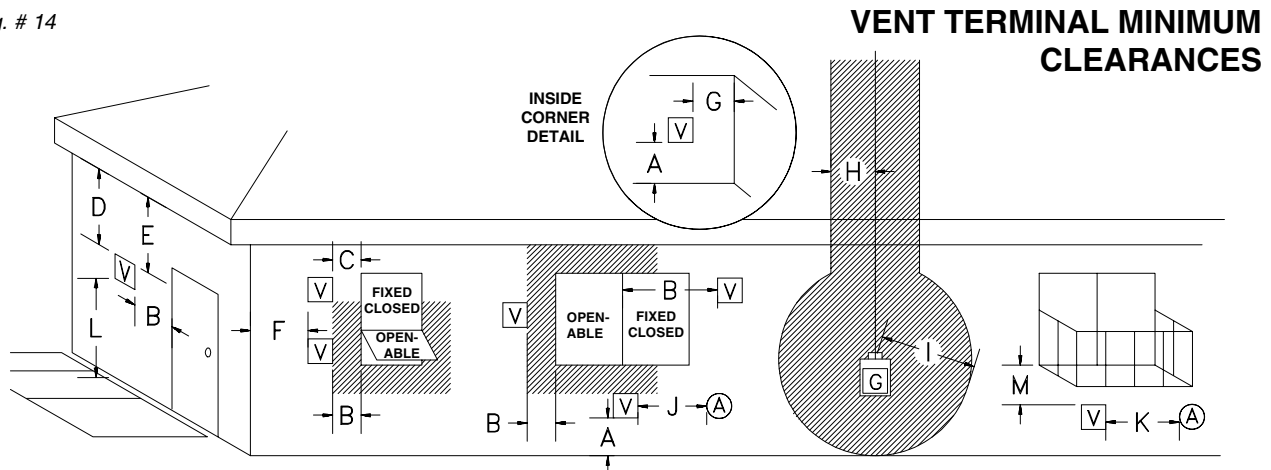 g. # 14
VENT TERMINAL MINIMUM
CLEARANCES
INSIDE
CORNER
DETAIL
G
V
A
H
D
E
C
V
V
FIXED
CLOSED
B
V
V
OPEN-
ABLE
FIXED
CLOSED
B
L
F
V
OPEN-
ABLE
I
G
M
B
B
V
J
A
A
V
K
A